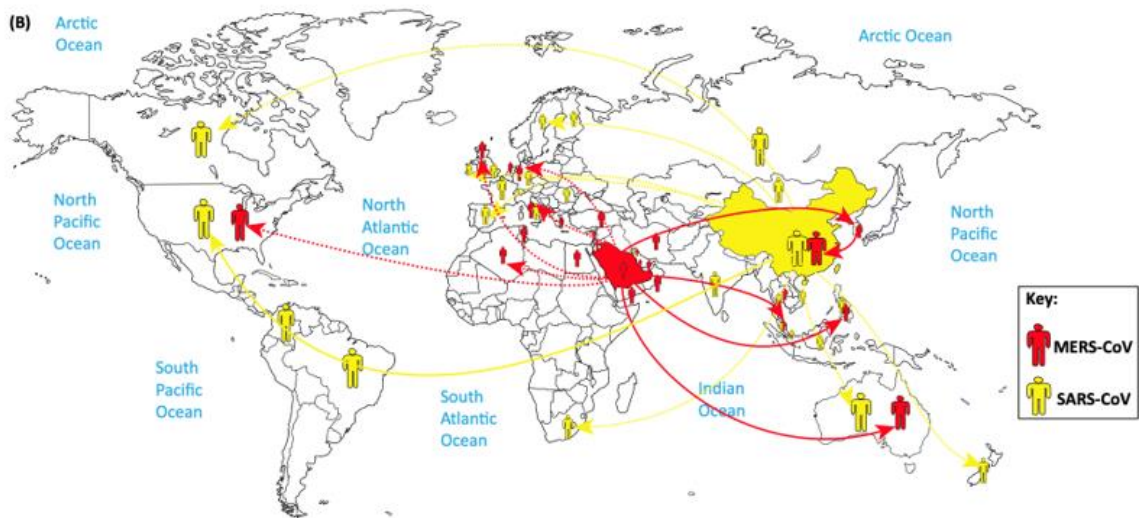 (B)
Arctic
Ocean
Arctic Ocean
North
Pacific
Ocean
North
Atlantic
Ocean
North
Pacific
Ocean
South
Pacific
Ocean
South
Atlantic
Ocean
Indian
Ocean
Key:
MERS-CoV
SARS-CoV